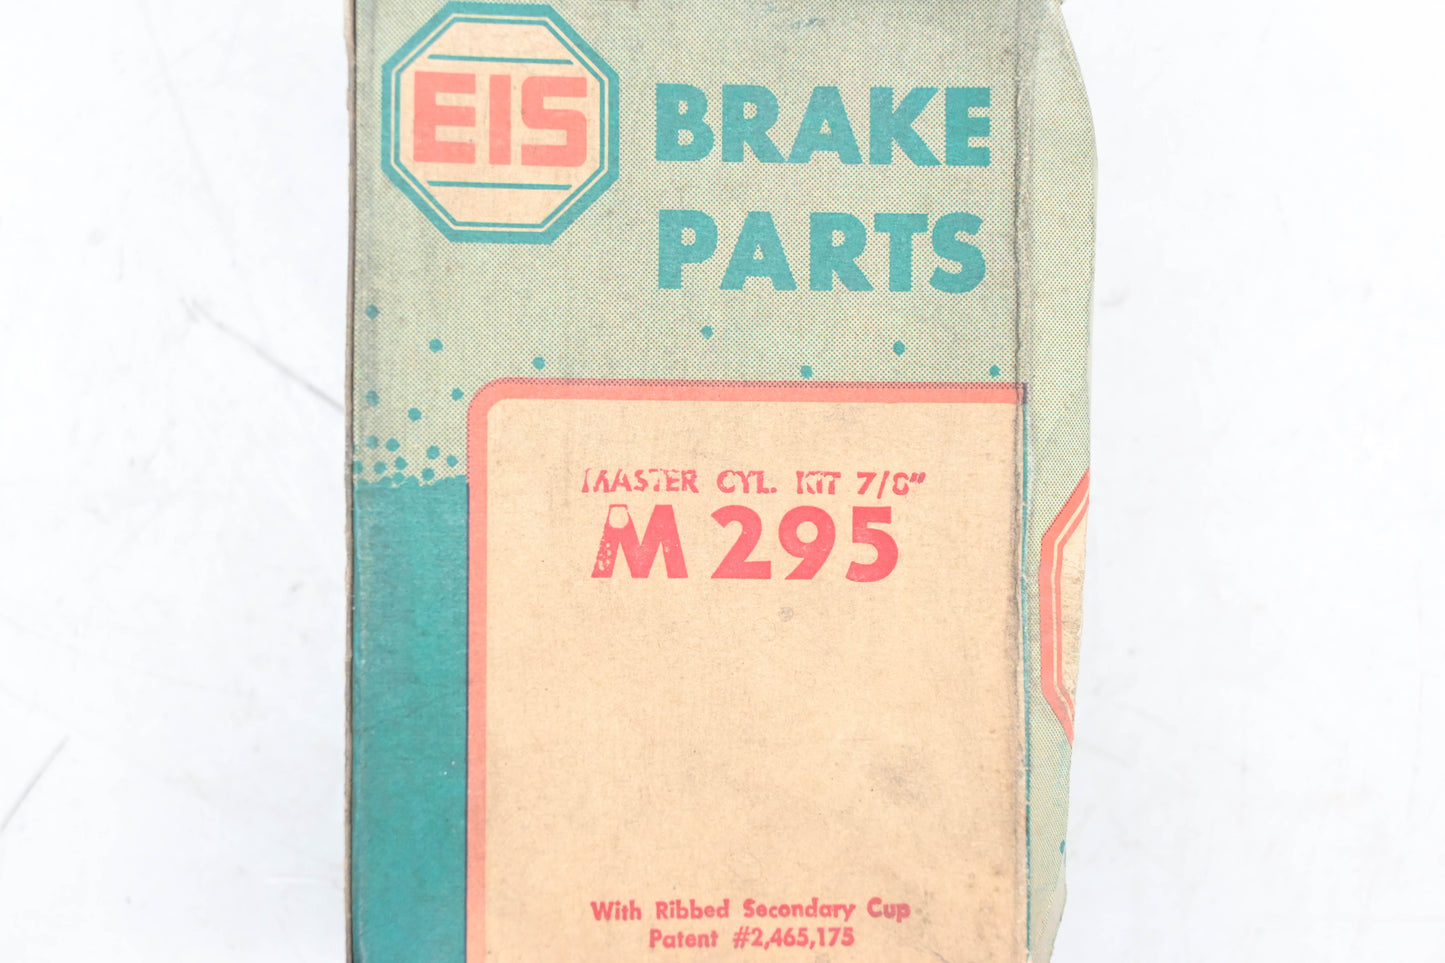 EIS
BRAKE
PARTS
MASTER CYL. KIT 7/8"
M 295
With Ribbed Secondary Cup
Patent #2,465,175